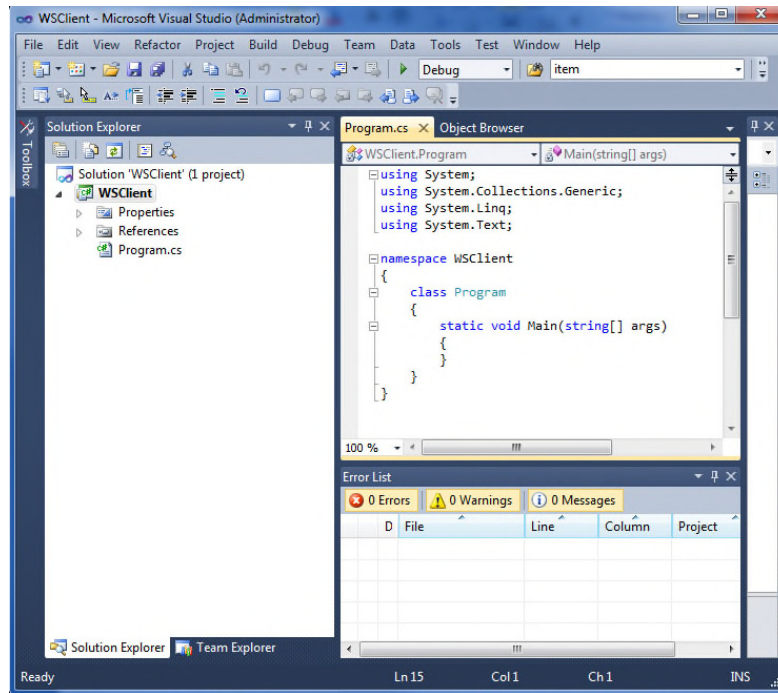 WSClient - Microsoft Visual Studio (Administrator)
File Edit View Refactor Project Build Debug Team Data Tools Test Window Help
Debug item
Solution Explorer
Program.cs Object Browser
Toolbox
WSClient.Program Main(string[] args)
Solution 'WSClient' (1 project)
WSClient
Properties
References
Program.cs
using System;
using System.Collections.Generic;
using System.Linq;
using System.Text;
namespace WSClient
{
class Program
{
static void Main(string[] args)
{
}
}
}
100 %
Error List
0 Errors 0 Warnings 0 Messages
D File Line Column Project
Solution Explorer Team Explorer
Ready Ln 15 Col 1 Ch 1 INS